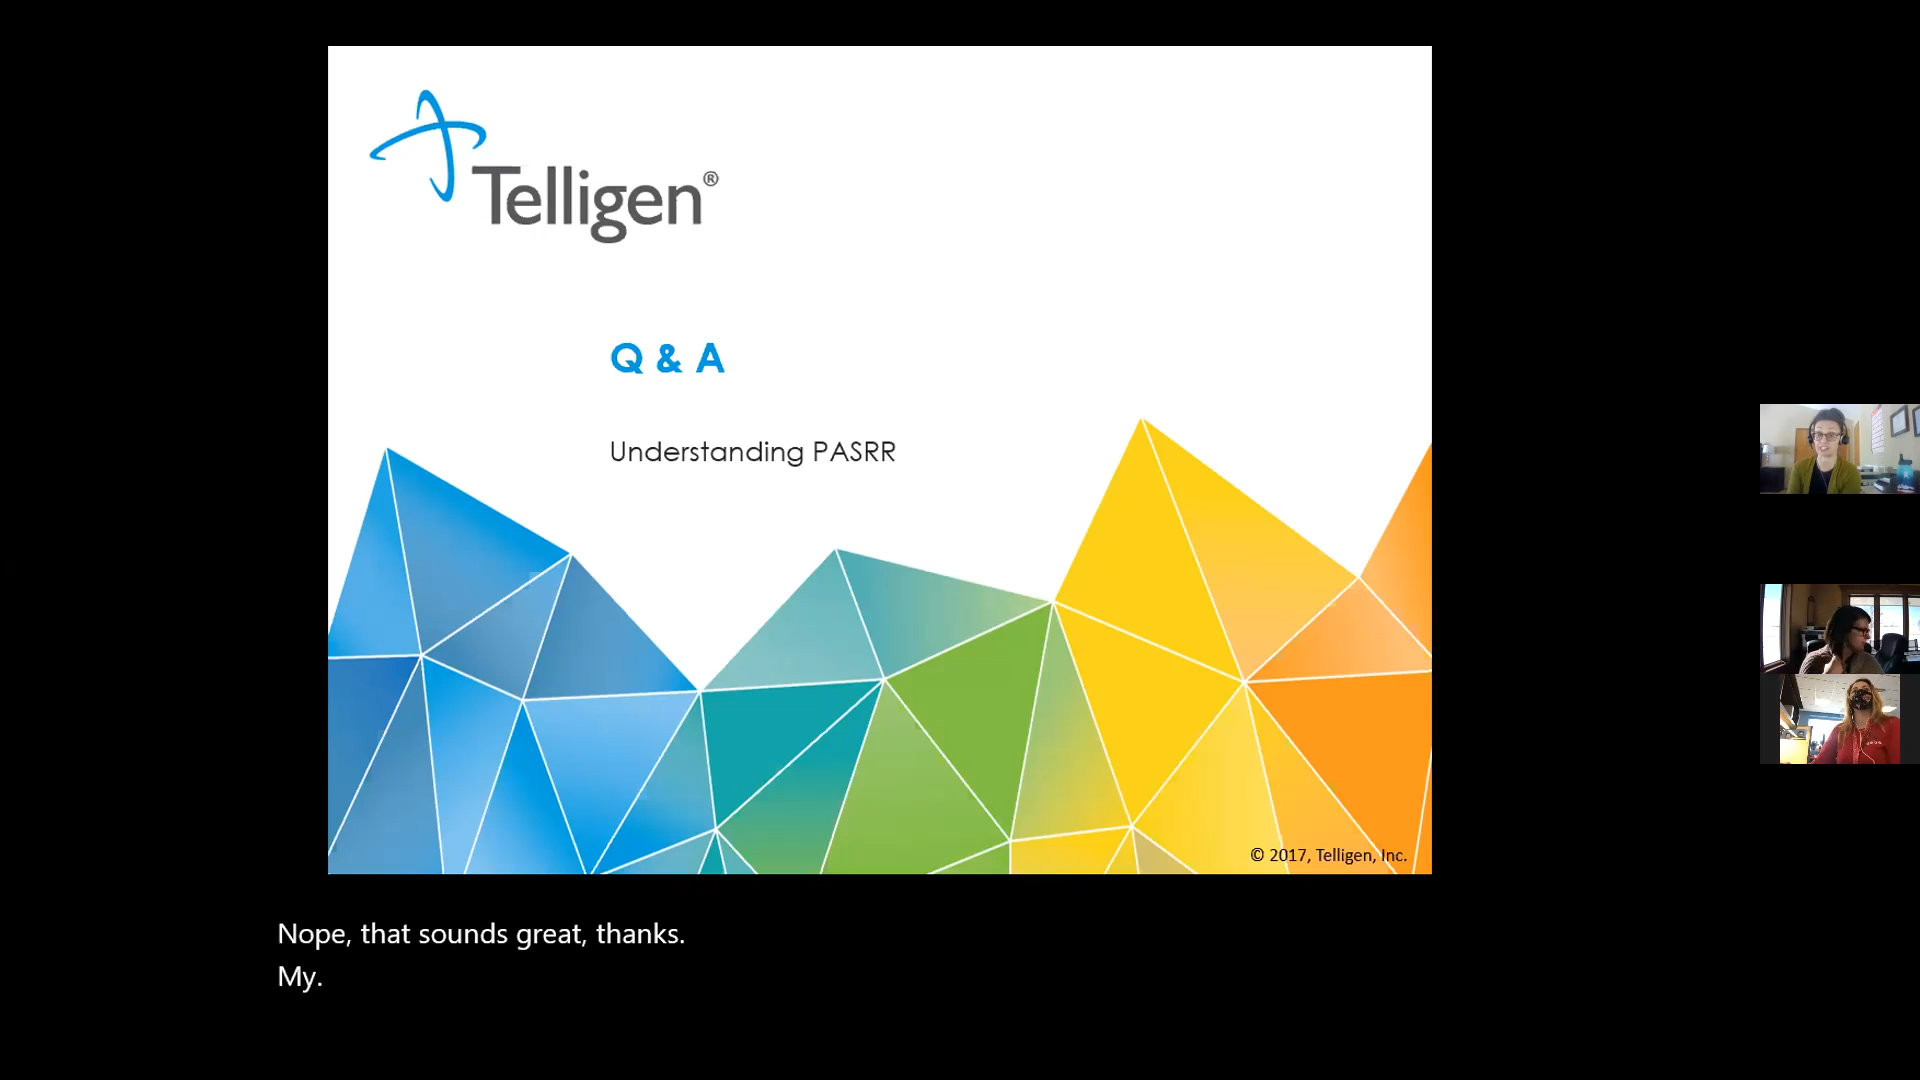 Telligen®
Q & A
Understanding PASRR
© 2017, Telligen, Inc.
Nope, that sounds great, thanks.
My.